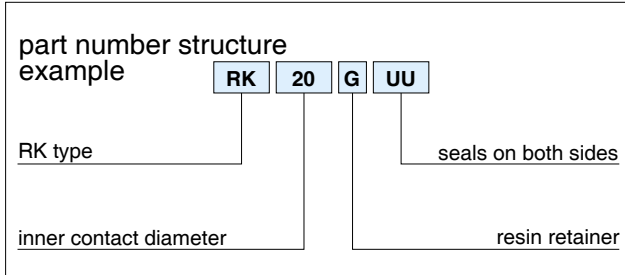 part number structure
example
RK 20 G UU
RK type
seals on both sides
inner contact diameter
resin retainer